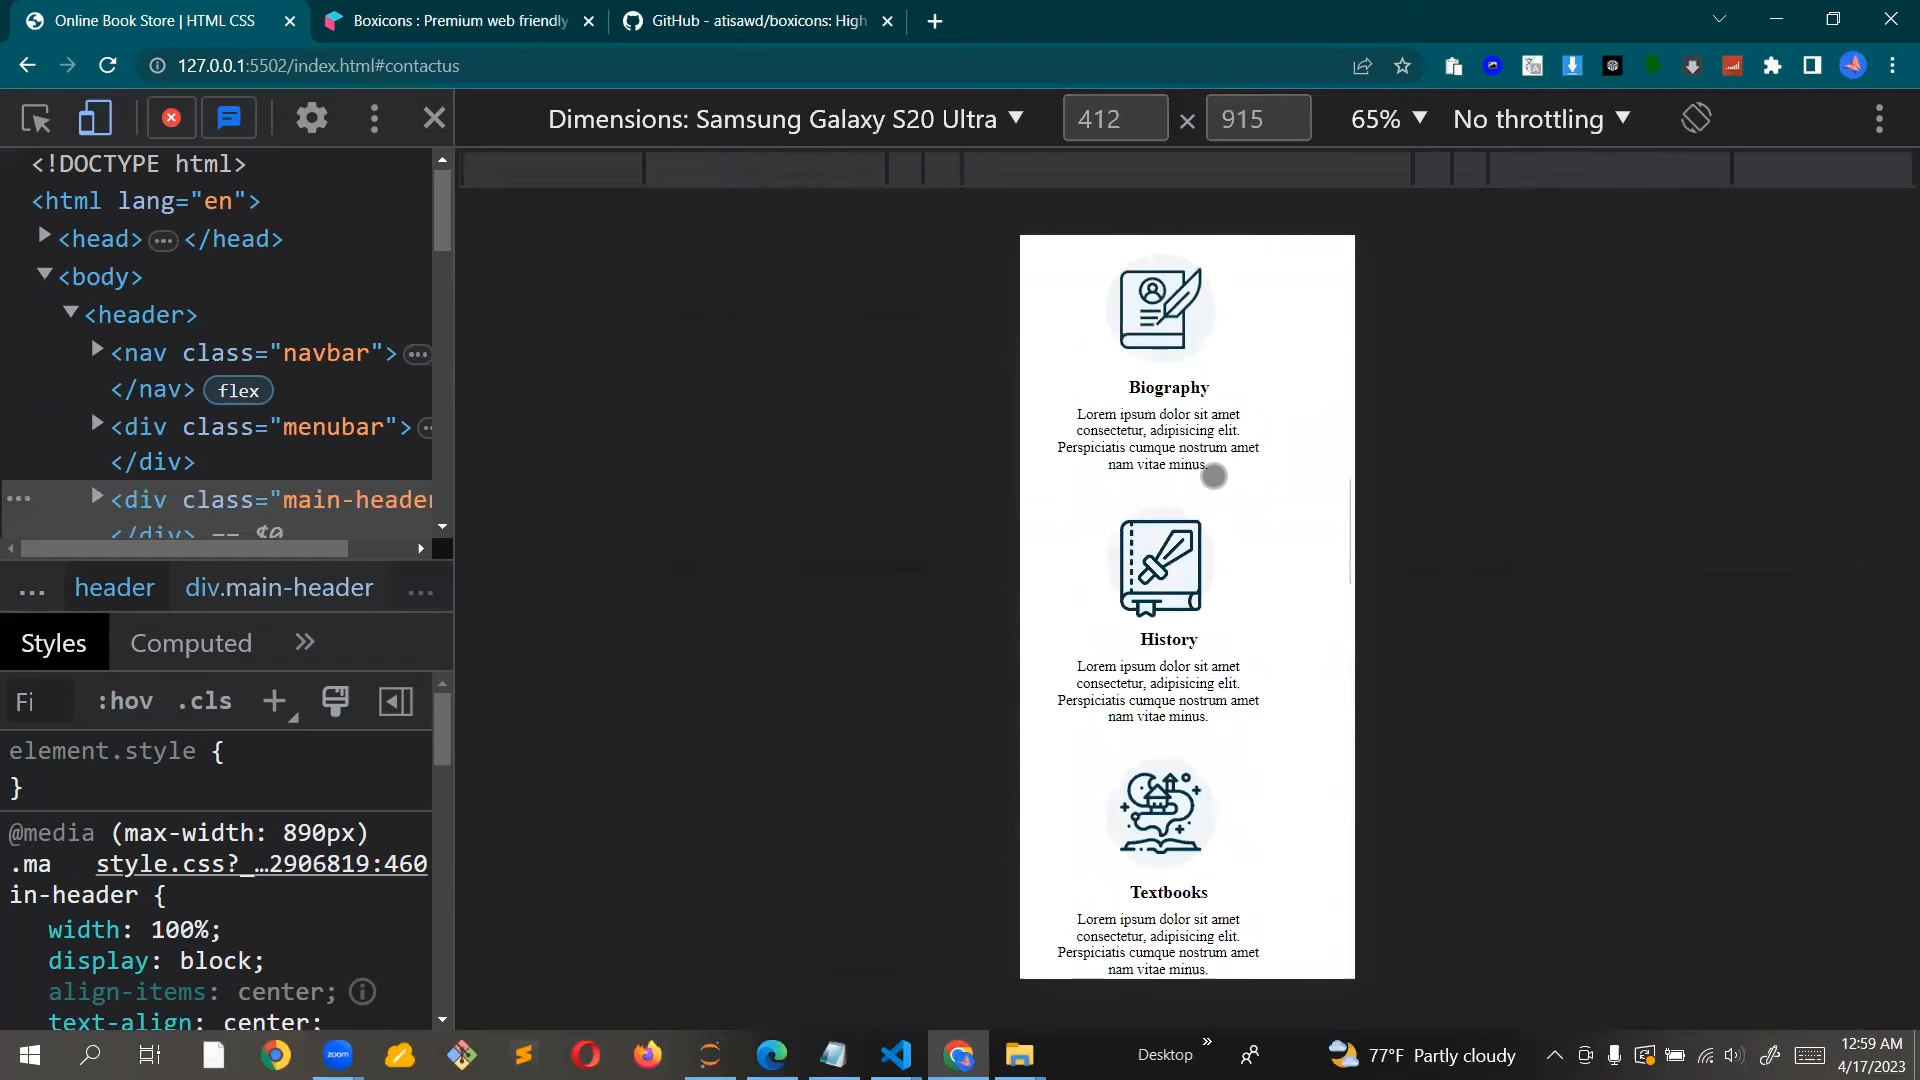 Online Book Store | HTML CSS
Boxicons : Premium web friendly
GitHub - atisawd/boxicons: High
127.0.0.1:5502/index.html#contactus
Dimensions: Samsung Galaxy S20 Ultra
412 × 915
65%
No throttling
<!DOCTYPE html>
<html lang="en">
<head> ... </head>
<body>
<header>
<nav class="navbar"> ...
</nav> flex
<div class="menubar">
</div>
<div class="main-header
</div> == $0
... header div.main-header ...
Styles Computed
Fi :hov .cls
element.style {
}
@media (max-width: 890px)
.ma style.css?_…2906819:460
in-header {
width: 100%;
display: block;
align-items: center;
text-align: center;
Biography
Lorem ipsum dolor sit amet
consectetur, adipisicing elit.
Perspiciatis cumque nostrum amet
nam vitae minus.
History
Lorem ipsum dolor sit amet
consectetur, adipisicing elit.
Perspiciatis cumque nostrum amet
nam vitae minus.
Textbooks
Lorem ipsum dolor sit amet
consectetur, adipisicing elit.
Perspiciatis cumque nostrum amet
nam vitae minus.
zoom
Desktop
77°F Partly cloudy
12:59 AM
4/17/2023